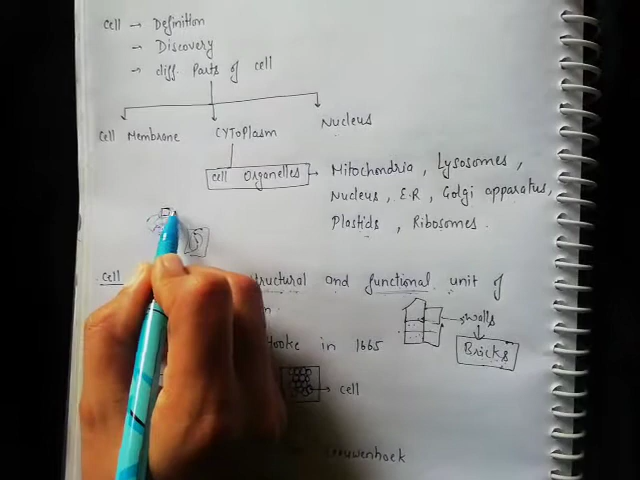 Cell → Definition
→ Discovery
→ diff. Parts of cell
Cell Membrane
CYTOPlasm
Nucleus
cell Organelles → Mitochondria, Lysosomes,
Nucleus, E.R, Golgi apparatus,
Plastids, Ribosomes.
cell
structural and functional unit of
walls
Bricks
Hooke in 1665
→ cell